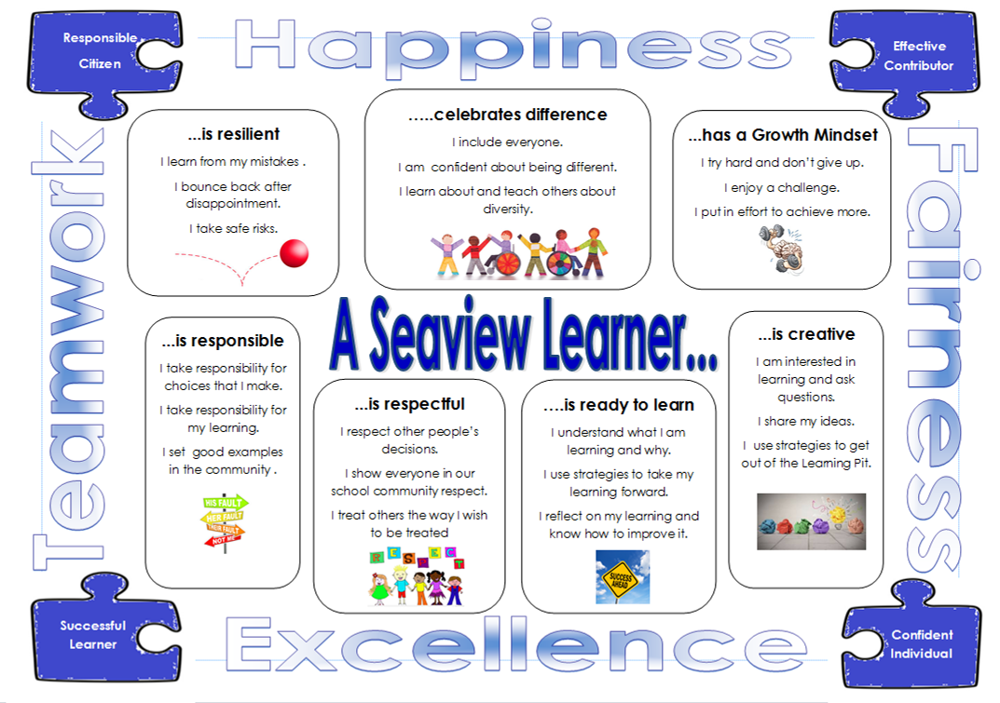 Responsible
Citizen
Happiness
Effective
Contributor
Teamwork
Fairness
...is resilient
I learn from my mistakes .
I bounce back after
disappointment.
I take safe risks.
.....celebrates difference
I include everyone.
I am  confident about being different.
I learn about and teach others about
diversity.
...has a Growth Mindset
I try hard and don't give up.
I enjoy a challenge.
I put in effort to achieve more.
A Seaview Learner...
...is responsible
I take responsibility for
choices that I make.
I take responsibility for
my learning.
I set  good examples
in the community .
HIS FAULT
HER FAULT
THEIR FAULT
NOT ME
...is respectful
I respect other people's
decisions.
I show everyone in our
school community respect.
I treat others the way I wish
to be treated
RESPECT
....is ready to learn
I understand what I am
learning and why.
I use strategies to take my
learning forward.
I reflect on my learning and
know how to improve it.
SUCCESS
AHEAD
...is creative
I am interested in
learning and ask
questions.
I share my ideas.
I  use strategies to get
out of the Learning Pit.
Successful
Learner
Excellence
Confident
Individual